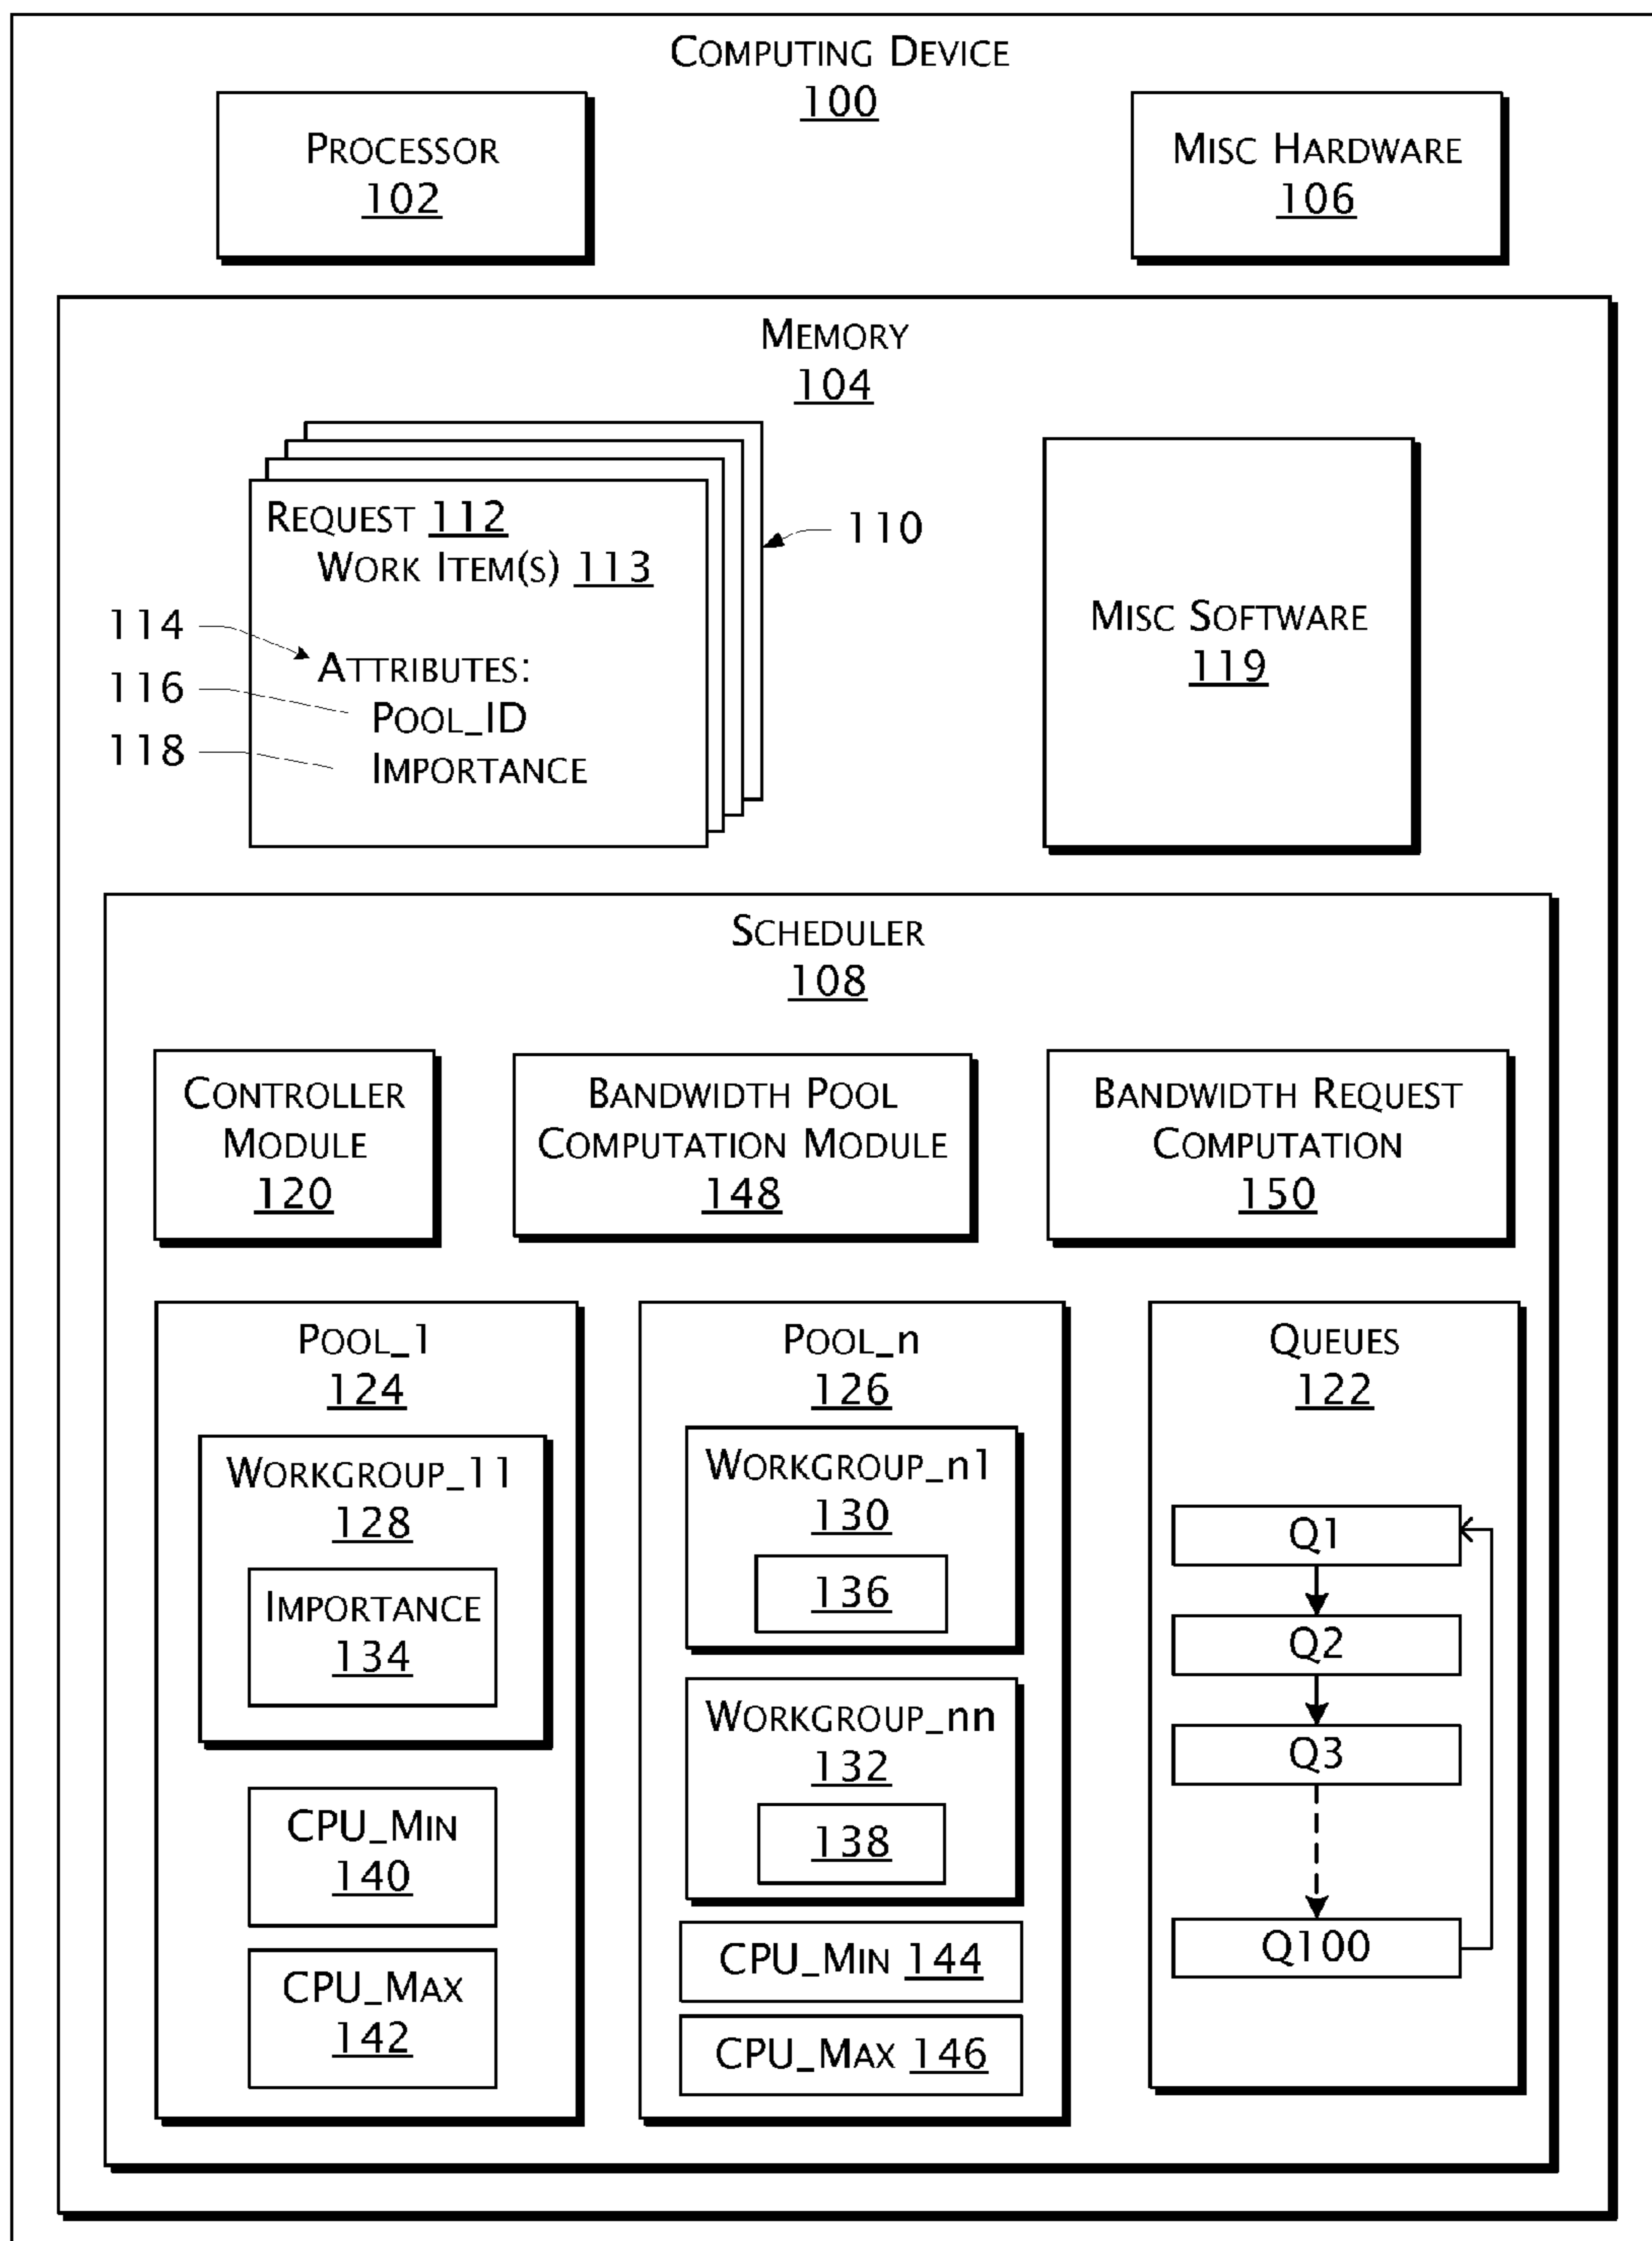 COMPUTING DEVICE
100
PROCESSOR
102
MISC HARDWARE
106
MEMORY
104
REQUEST 112
WORK ITEM(S) 113
110
114
ATTRIBUTES:
116
POOL_ID
118
IMPORTANCE
MISC SOFTWARE
119
SCHEDULER
108
CONTROLLER
MODULE
120
BANDWIDTH POOL
COMPUTATION MODULE
148
BANDWIDTH REQUEST
COMPUTATION
150
POOL_1
124
WORKGROUP_11
128
IMPORTANCE
134
CPU_MIN
140
CPU_MAX
142
POOL_n
126
WORKGROUP_n1
130
136
WORKGROUP_nn
132
138
CPU_MIN 144
CPU_MAX 146
QUEUES
122
Q1
Q2
Q3
Q100